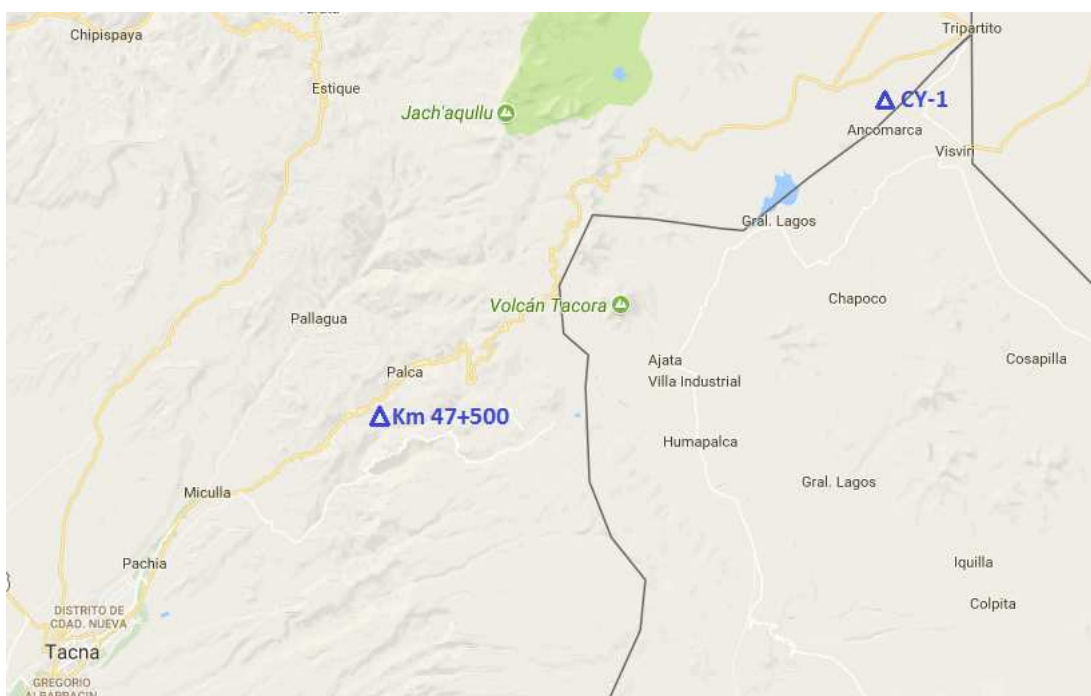 Tripartito
Chipispaya
Estique
Jach'aqullu
CY-1
Ancomarca
Visviri
Gral. Lagos
Volcán Tacora
Chapoco
Pallagua
Ajata
Cosapilla
Palca
Villa Industrial
Km 47+500
Humapalca
Miculla
Gral. Lagos
Pachia
Iquilla
Colpita
DISTRITO DE
CDAD. NUEVA
Tacna
GREGORIO